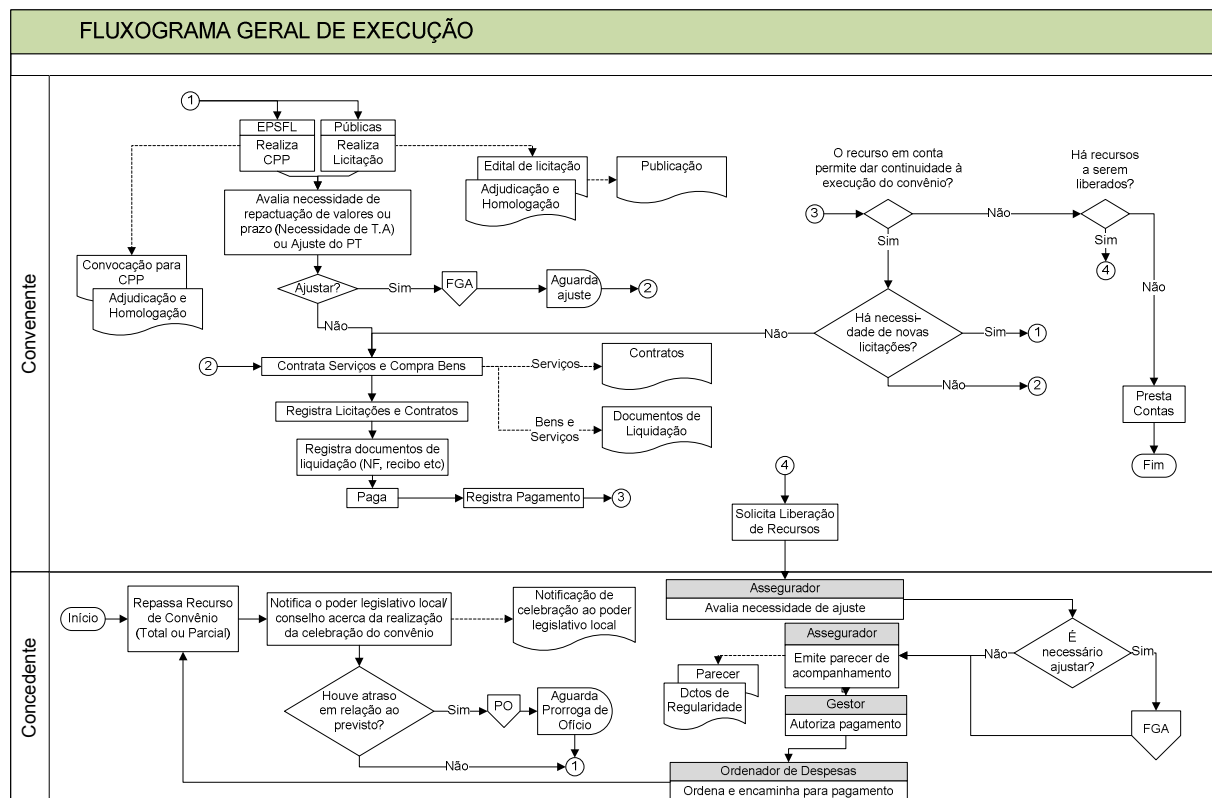 FLUXOGRAMA GERAL DE EXECUÇÃO
Convenente
1
EPSFL
Realiza
CPP
Públicas
Realiza
Licitação
Edital de licitação
Adjudicação e
Homologação
Publicação
Avalia necessidade de
repactuação de valores ou
prazo (Necessidade de T.A)
ou Ajuste do PT
Convocação para
CPP
Adjudicação e
Homologação
Ajustar?
Sim
FGA
Aguarda
ajuste
2
Não
O recurso em conta
permite dar continuidade à
execução do convênio?
Há recursos
a serem
liberados?
3
Não
Sim
Sim
4
Não
Há necessi-
dade de novas
licitações?
Não
Sim
1
Não
2
2
Contrata Serviços e Compra Bens
Serviços
Contratos
Registra Licitações e Contratos
Bens e
Serviços
Documentos de
Liquidação
Registra documentos de
liquidação (NF, recibo etc)
Paga
Registra Pagamento
3
Presta
Contas
Fim
4
Solicita Liberação
de Recursos
Concedente
Início
Repassa Recurso
de Convênio
(Total ou Parcial)
Notifica o poder legislativo local/
conselho acerca da realização
da celebração do convênio
Notificação de
celebração ao poder
legislativo local
Houve atraso
em relação ao
previsto?
Sim
PO
Aguarda
Prorroga de
Ofício
Não
1
Assegurador
Avalia necessidade de ajuste
É
necessário
ajustar?
Não
Sim
FGA
Assegurador
Emite parecer de
acompanhamento
Parecer
Dctos de
Regularidade
Gestor
Autoriza pagamento
Ordenador de Despesas
Ordena e encaminha para pagamento